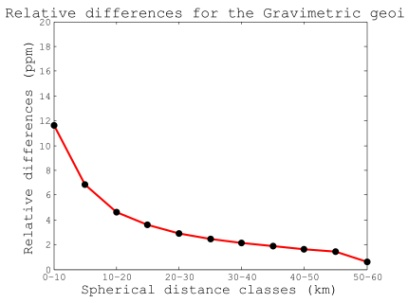 Relative differences for the Gravimetric geoi
Relative differences (ppm)
20
18
16
14
12
10
8
6
4
2
0
0-10 10-20 20-30 30-40 40-50 50-60
Spherical distance classes (km)